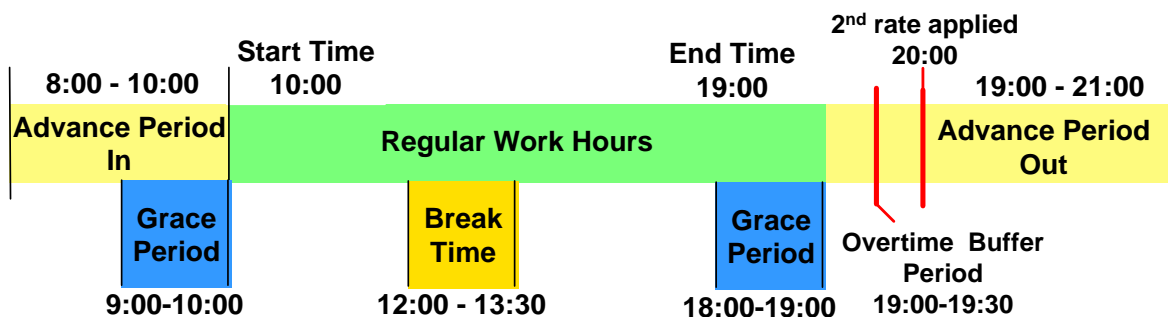 2nd rate applied
20:00
Start Time
10:00
End Time
19:00
8:00 - 10:00
19:00 - 21:00
Advance Period
In
Regular Work Hours
Advance Period
Out
Grace
Period
9:00-10:00
Break
Time
12:00 - 13:30
Grace
Period
18:00-19:00
Overtime Buffer
Period
19:00-19:30